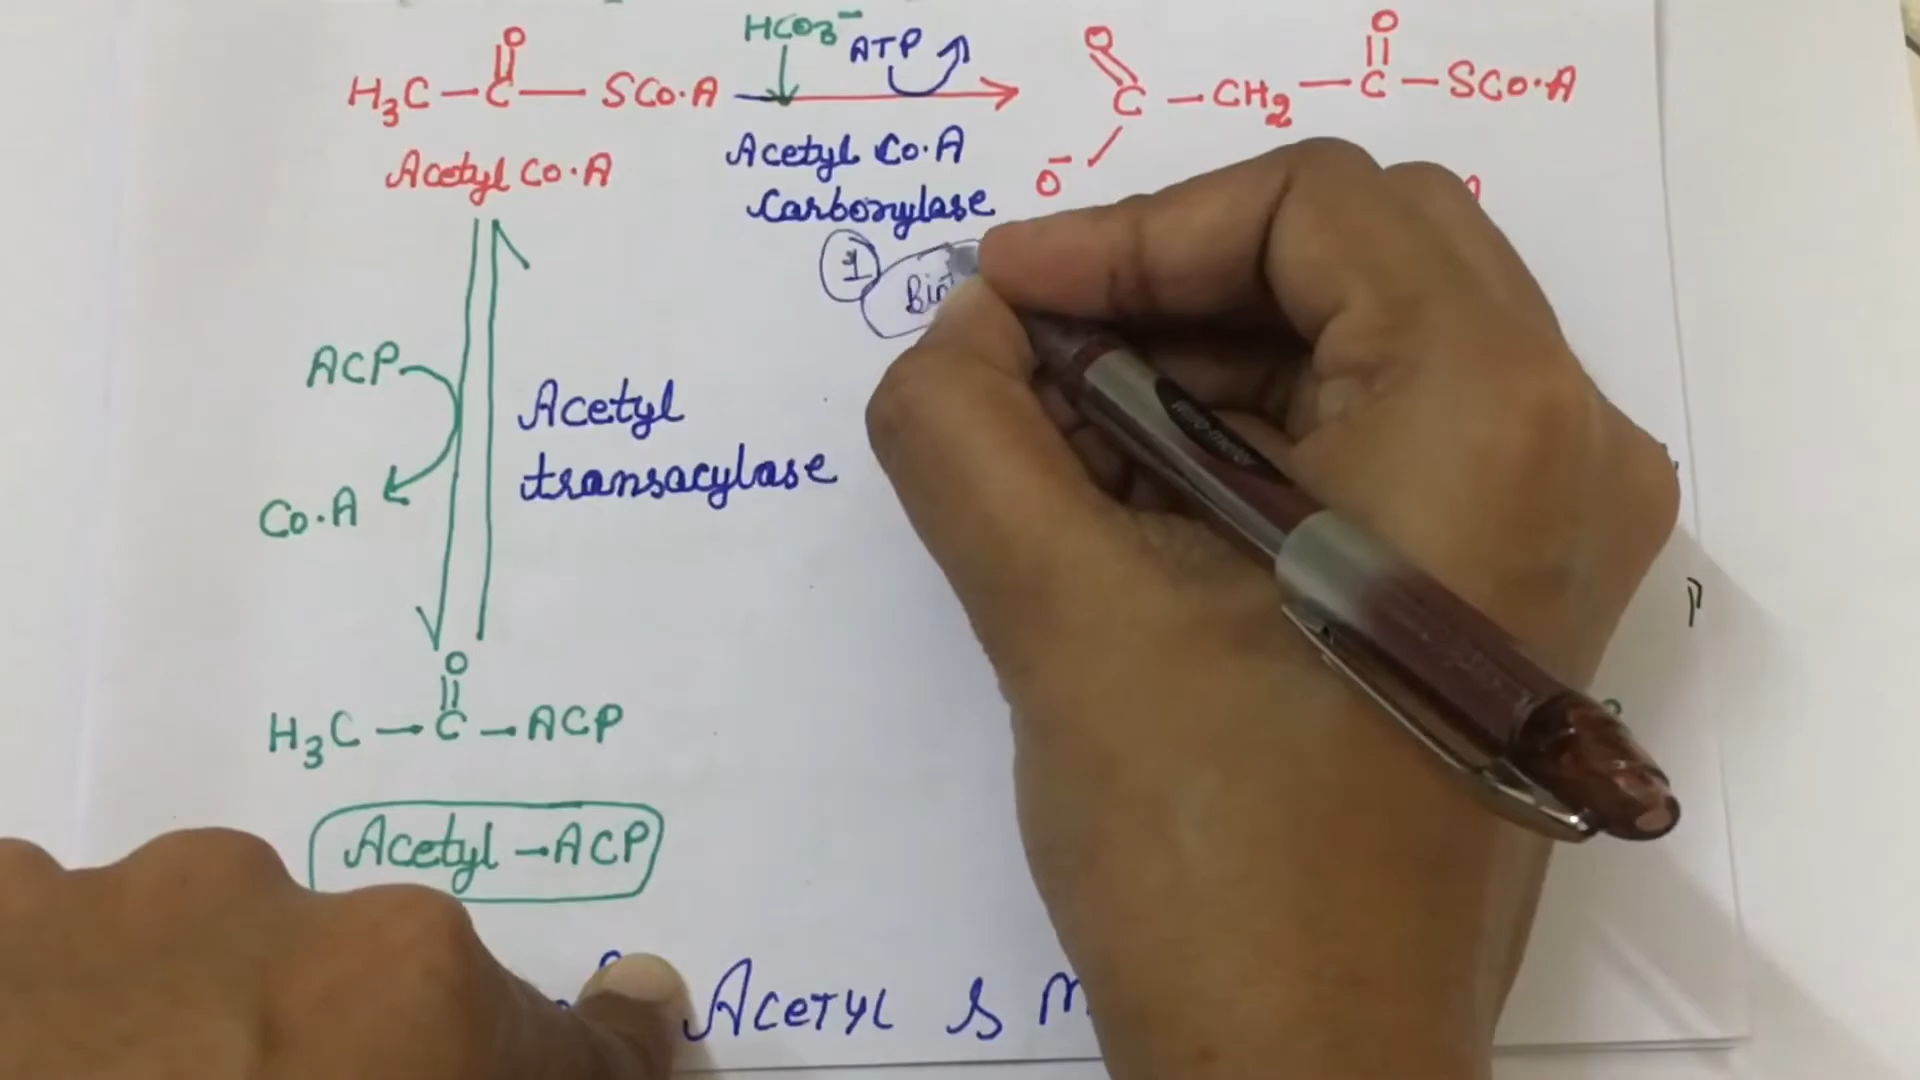 HCO3⁻
ATP
O
O
O
H3C — C — SCo.A
C — CH2 — C — SCo.A
O⁻
Acetyl Co.A
Acetyl Co.A
Carboxylase
1
ACP
Acetyl
transacylase
Co.A
O
H3C — C — ACP
Acetyl — ACP
ACETYL &